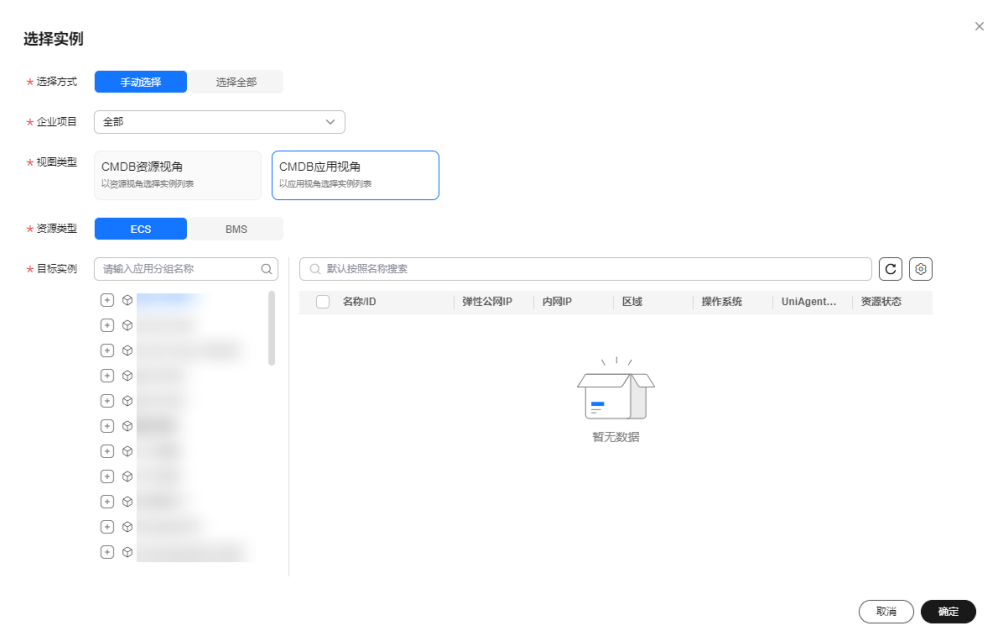 选择实例
* 选择方式 手动选择 选择全部
* 企业项目 全部
* 视图类型 CMDB资源视角 CMDB应用视角
以资源视角选择实例列表 以应用视角选择实例列表
* 资源类型 ECS BMS
* 目标实例 请输入应用分组名称 默认按照名称搜索
名称/ID 弹性公网IP 内网IP 区域 操作系统 UniAgent... 资源状态
暂无数据
取消 确定